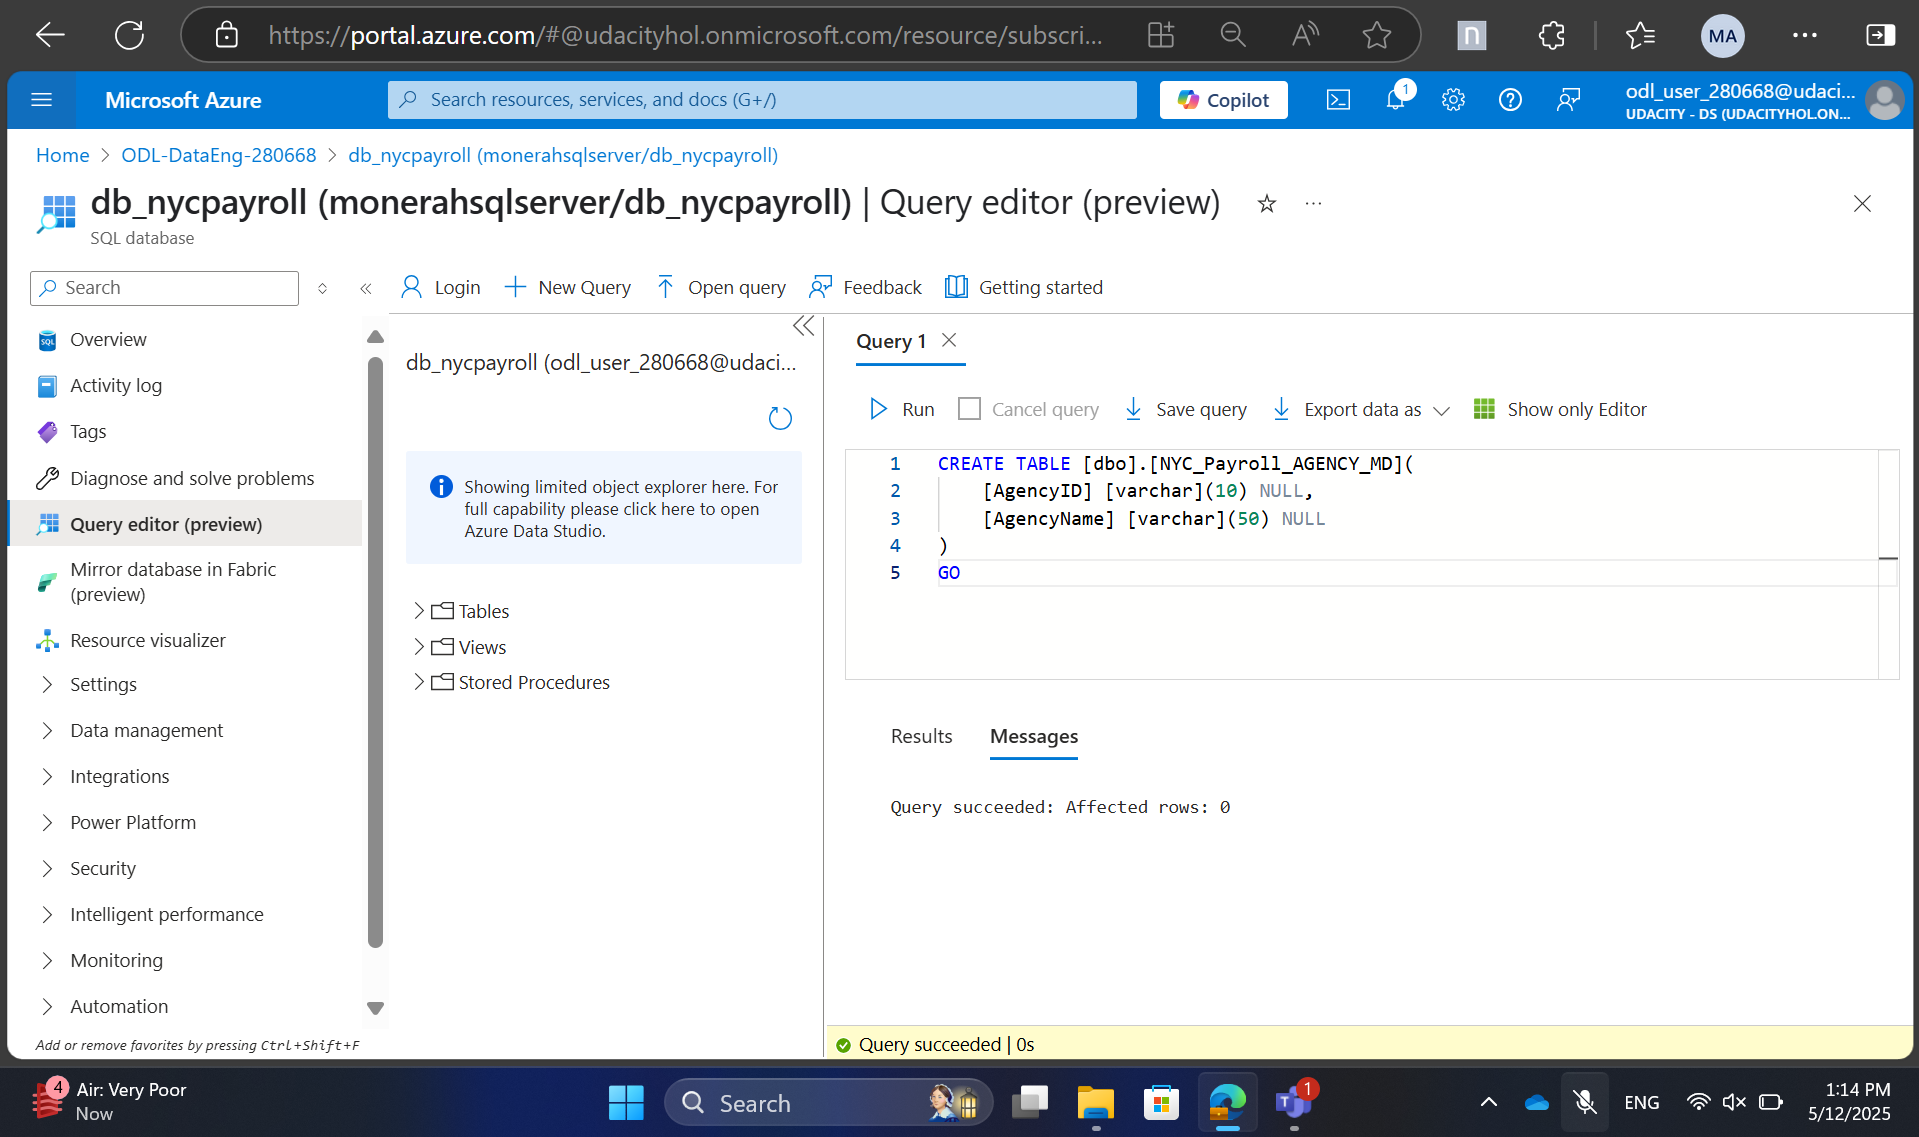 https://portal.azure.com/#@udacityhol.onmicrosoft.com/resource/subscri...
n
MA
Microsoft Azure
Search resources, services, and docs (G+/)
Copilot
1
odl_user_280668@udaci...
UDACITY - DS (UDACITYHOL.ON...
Home > ODL-DataEng-280668 > db_nycpayroll (monerahsqlserver/db_nycpayroll)
db_nycpayroll (monerahsqlserver/db_nycpayroll) | Query editor (preview)
SQL database
Search
Login
New Query
Open query
Feedback
Getting started
Overview
Activity log
Tags
Diagnose and solve problems
Query editor (preview)
Mirror database in Fabric
(preview)
Resource visualizer
Settings
Data management
Integrations
Power Platform
Security
Intelligent performance
Monitoring
Automation
Add or remove favorites by pressing Ctrl+Shift+F
db_nycpayroll (odl_user_280668@udaci...
Showing limited object explorer here. For
full capability please click here to open
Azure Data Studio.
Tables
Views
Stored Procedures
Query 1
Run
Cancel query
Save query
Export data as
Show only Editor
1 CREATE TABLE [dbo].[NYC_Payroll_AGENCY_MD](
2 [AgencyID] [varchar](10) NULL,
3 [AgencyName] [varchar](50) NULL
4 )
5 GO
Results
Messages
Query succeeded: Affected rows: 0
Query succeeded | 0s
4
Air: Very Poor
Now
Search
1
ENG
1:14 PM
5/12/2025